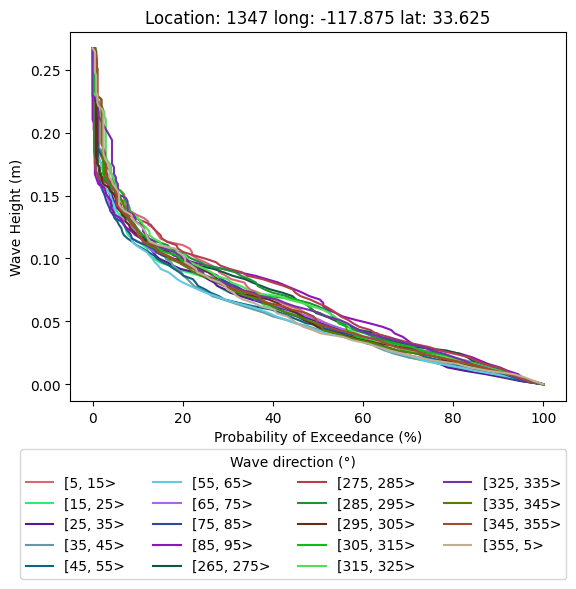 Location: 1347 long: -117.875 lat: 33.625
0.25
0.20
0.15
0.10
0.05
0.00
Wave Height (m)
0 20 40 60 80 100
Probability of Exceedance (%)
Wave direction (°)
[5, 15> [55, 65> [275, 285> [325, 335>
[15, 25> [65, 75> [285, 295> [335, 345>
[25, 35> [75, 85> [295, 305> [345, 355>
[35, 45> [85, 95> [305, 315> [355, 5>
[45, 55> [265, 275> [315, 325>